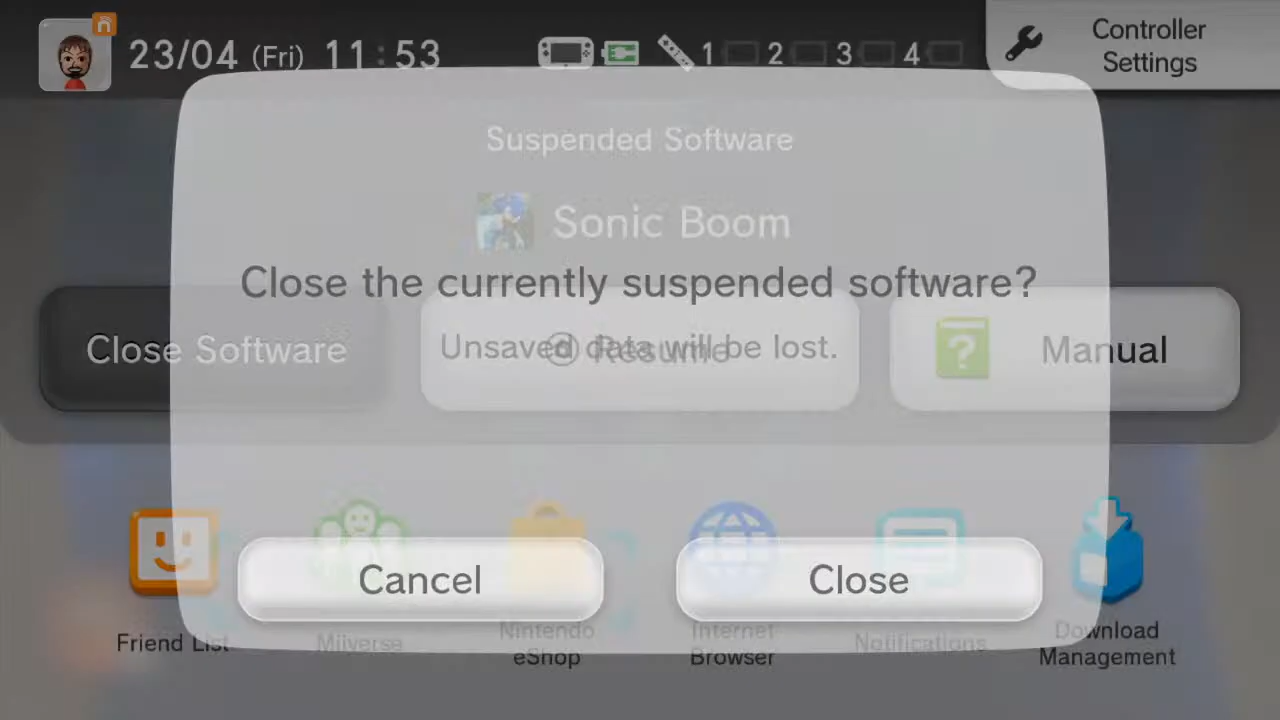 23/04 (Fri) 11:53
1 2 3 4
Controller
Settings
Suspended Software
Sonic Boom
Close the currently suspended software?
Close Software
Resume
Unsaved data will be lost.
Manual
Cancel
Close
Friend List
Miiverse
Nintendo
eShop
Internet
Browser
Notifications
Download
Management